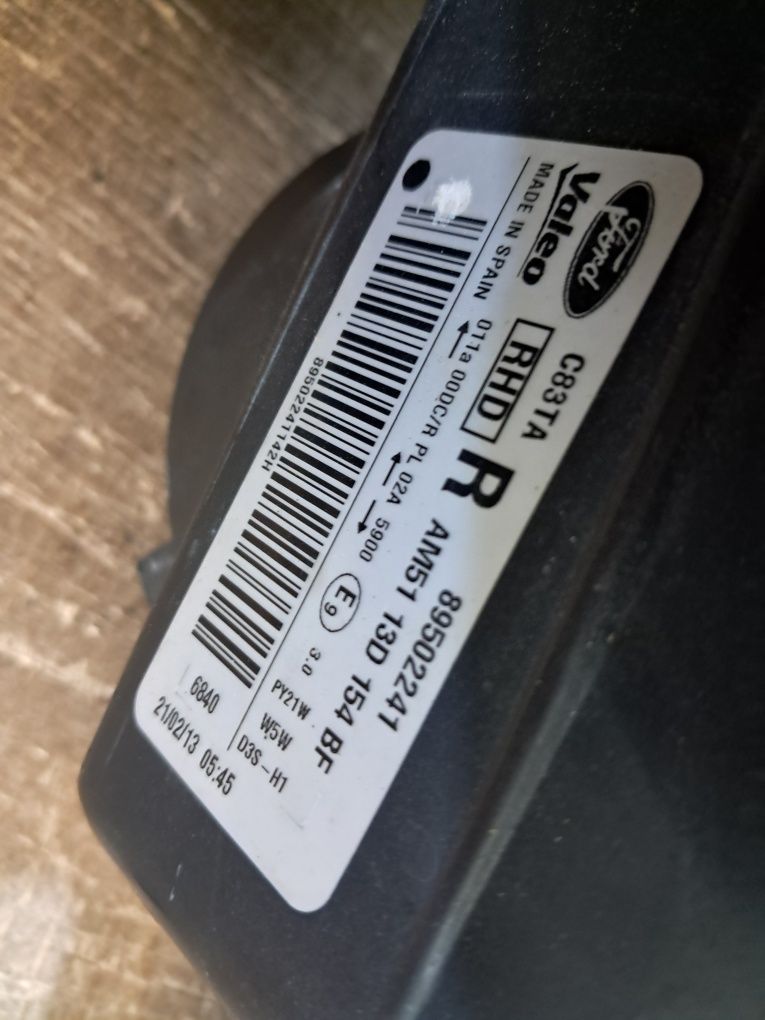 Ford
Valeo
MADE IN SPAIN
C83TA
RHD
R
89502241
AM51 13D 154 BF
011a 00DC/R PL 02A 5900
E9
3.0
PY21W
W5W
D3S-H1
89502241142H
6840
21/02/13 05:45